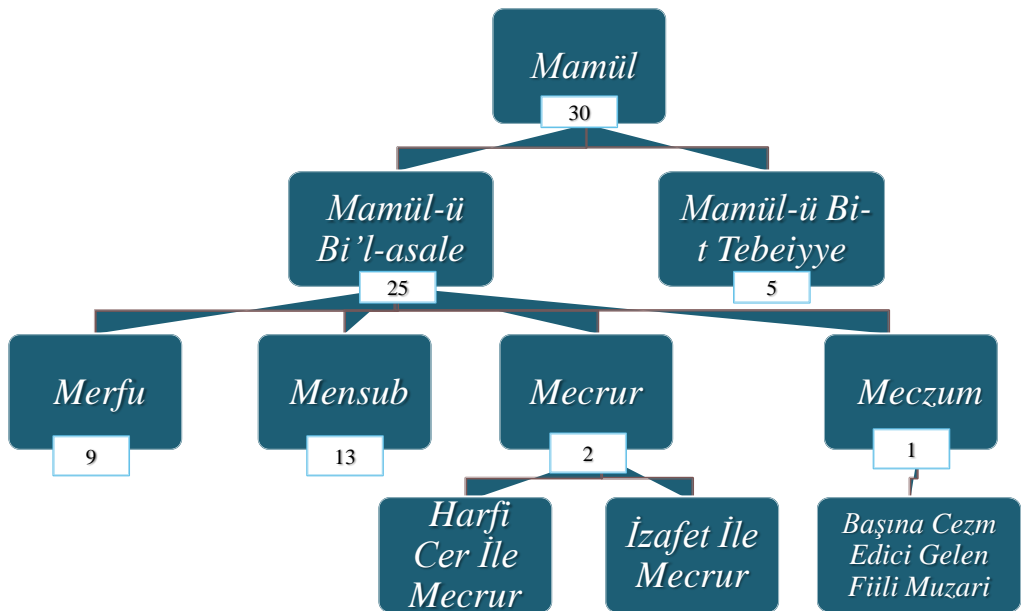 Mamül
30
Mamül-ü
Bi’l-asale
25
Mamül-ü Bi-
t Tebeiyye
5
Merfu
9
Mensub
13
Mecrur
2
Meczum
1
Harfi
Cer İle
Mecrur
İzafet İle
Mecrur
Başına Cezm
Edici Gelen
Fiili Muzari